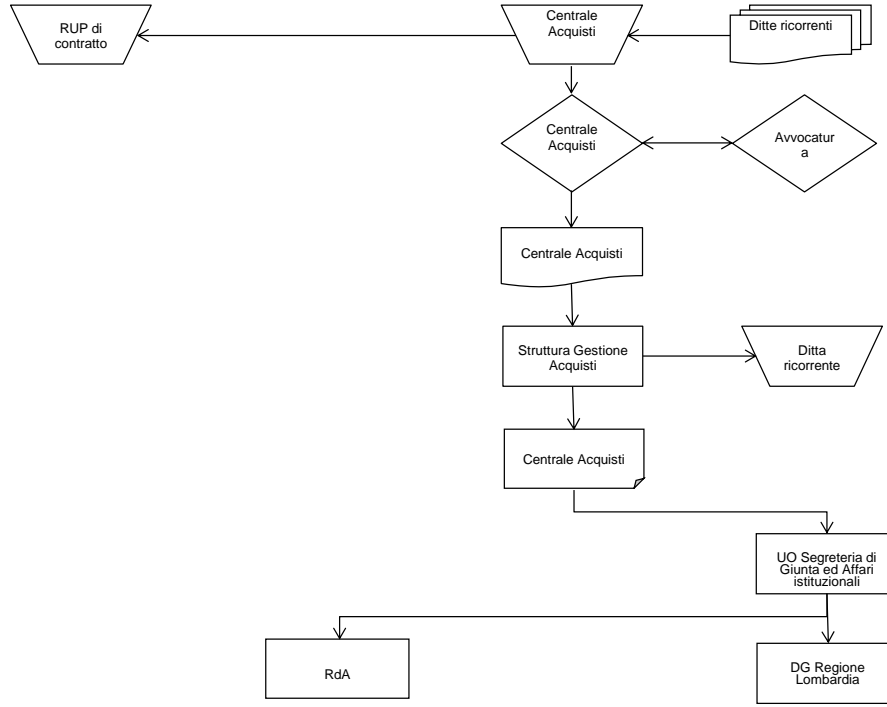 RUP di
contratto
Centrale
Acquisti
Ditte ricorrenti
Centrale
Acquisti
Avvocatur
a
Centrale Acquisti
Struttura Gestione
Acquisti
Ditta
ricorrente
Centrale Acquisti
UO Segreteria di
Giunta ed Affari
istituzionali
RdA
DG Regione
Lombardia